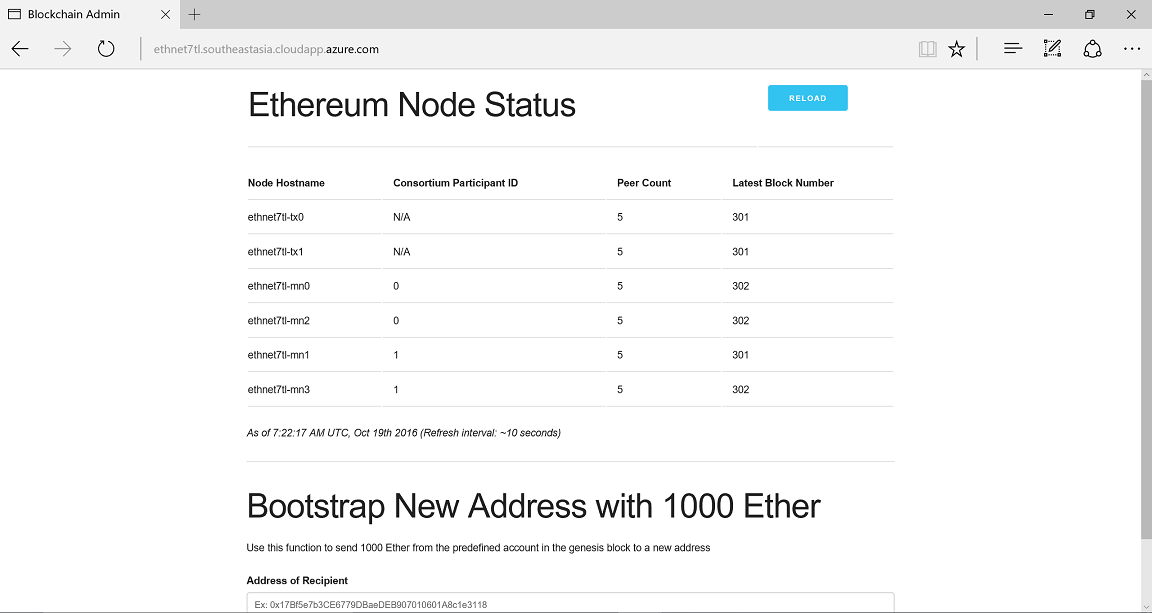 Blockchain Admin
ethnet7tl.southeastasia.cloudapp.azure.com
Ethereum Node Status
RELOAD
Node Hostname Consortium Participant ID Peer Count Latest Block Number
ethnet7tl-tx0 N/A 5 301
ethnet7tl-tx1 N/A 5 301
ethnet7tl-mn0 0 5 302
ethnet7tl-mn2 0 5 302
ethnet7tl-mn1 1 5 301
ethnet7tl-mn3 1 5 302
As of 7:22:17 AM UTC, Oct 19th 2016 (Refresh interval: ~10 seconds)
Bootstrap New Address with 1000 Ether
Use this function to send 1000 Ether from the predefined account in the genesis block to a new address
Address of Recipient
Ex: 0x17Bf5e7b3CE6779DBaeDEB907010601A8c1e3118